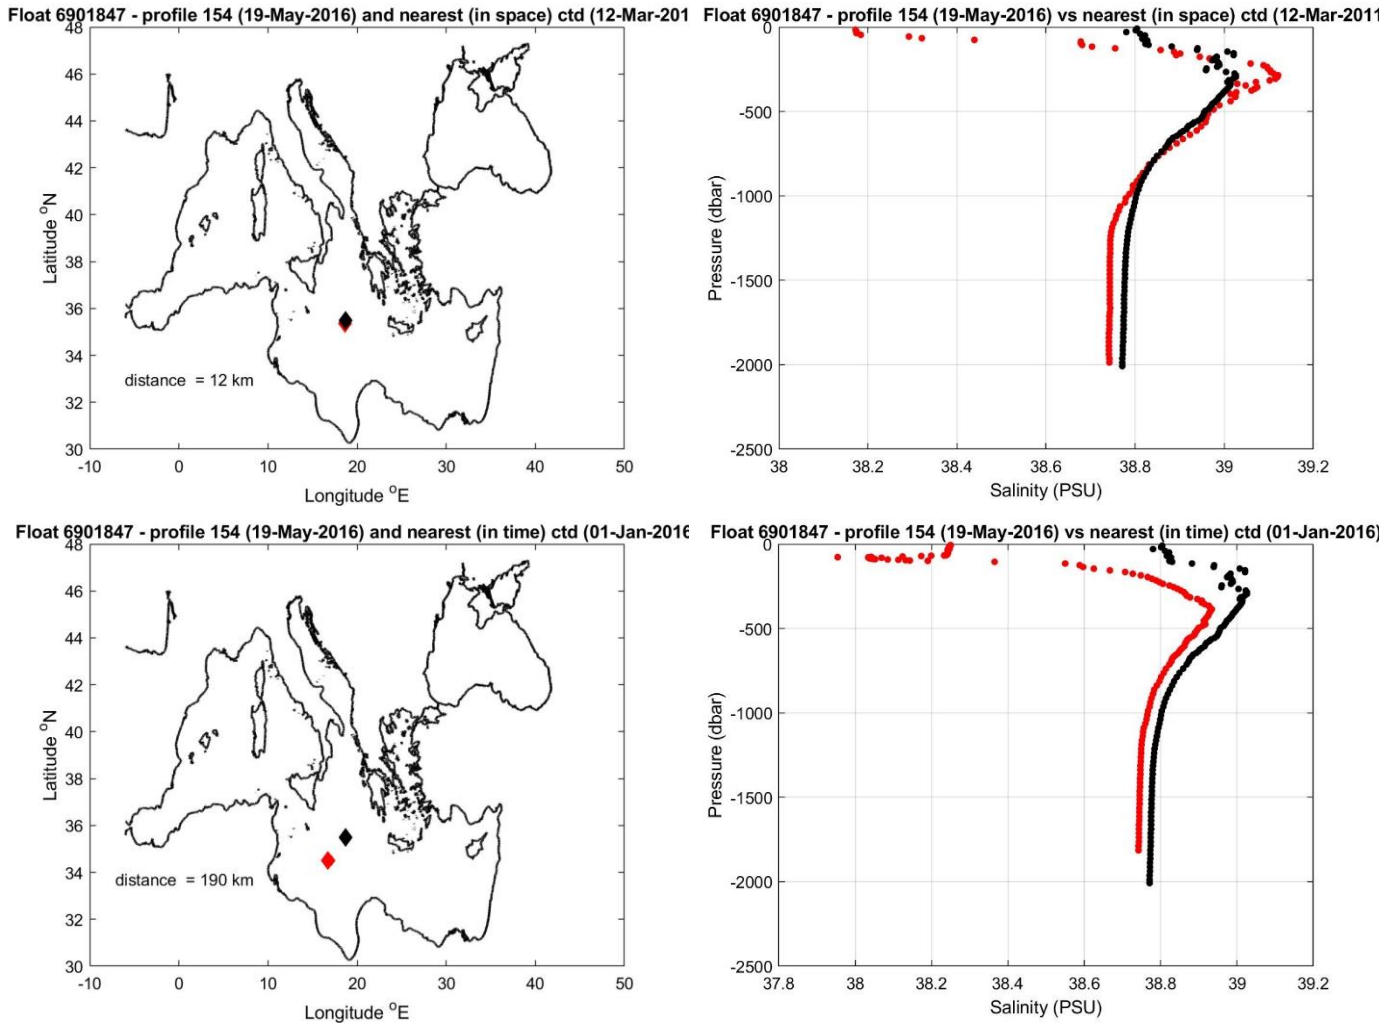 Float 6901847 - profile 154 (19-May-2016) and nearest (in space) ctd (12-Mar-201
48
46
44
42
40
38
36
34
32
30
Latitude °N
distance = 12 km
-10 0 10 20 30 40 50
Longitude °E
Float 6901847 - profile 154 (19-May-2016) vs nearest (in space) ctd (12-Mar-2011
0
-500
-1000
-1500
-2000
-2500
Pressure (dbar)
38 38.2 38.4 38.6 38.8 39 39.2
Salinity (PSU)
Float 6901847 - profile 154 (19-May-2016) and nearest (in time) ctd (01-Jan-2016
48
46
44
42
40
38
36
34
32
30
Latitude °N
distance = 190 km
-10 0 10 20 30 40 50
Longitude °E
Float 6901847 - profile 154 (19-May-2016) vs nearest (in time) ctd (01-Jan-2016)
0
-500
-1000
-1500
-2000
-2500
Pressure (dbar)
37.8 38 38.2 38.4 38.6 38.8 39 39.2
Salinity (PSU)